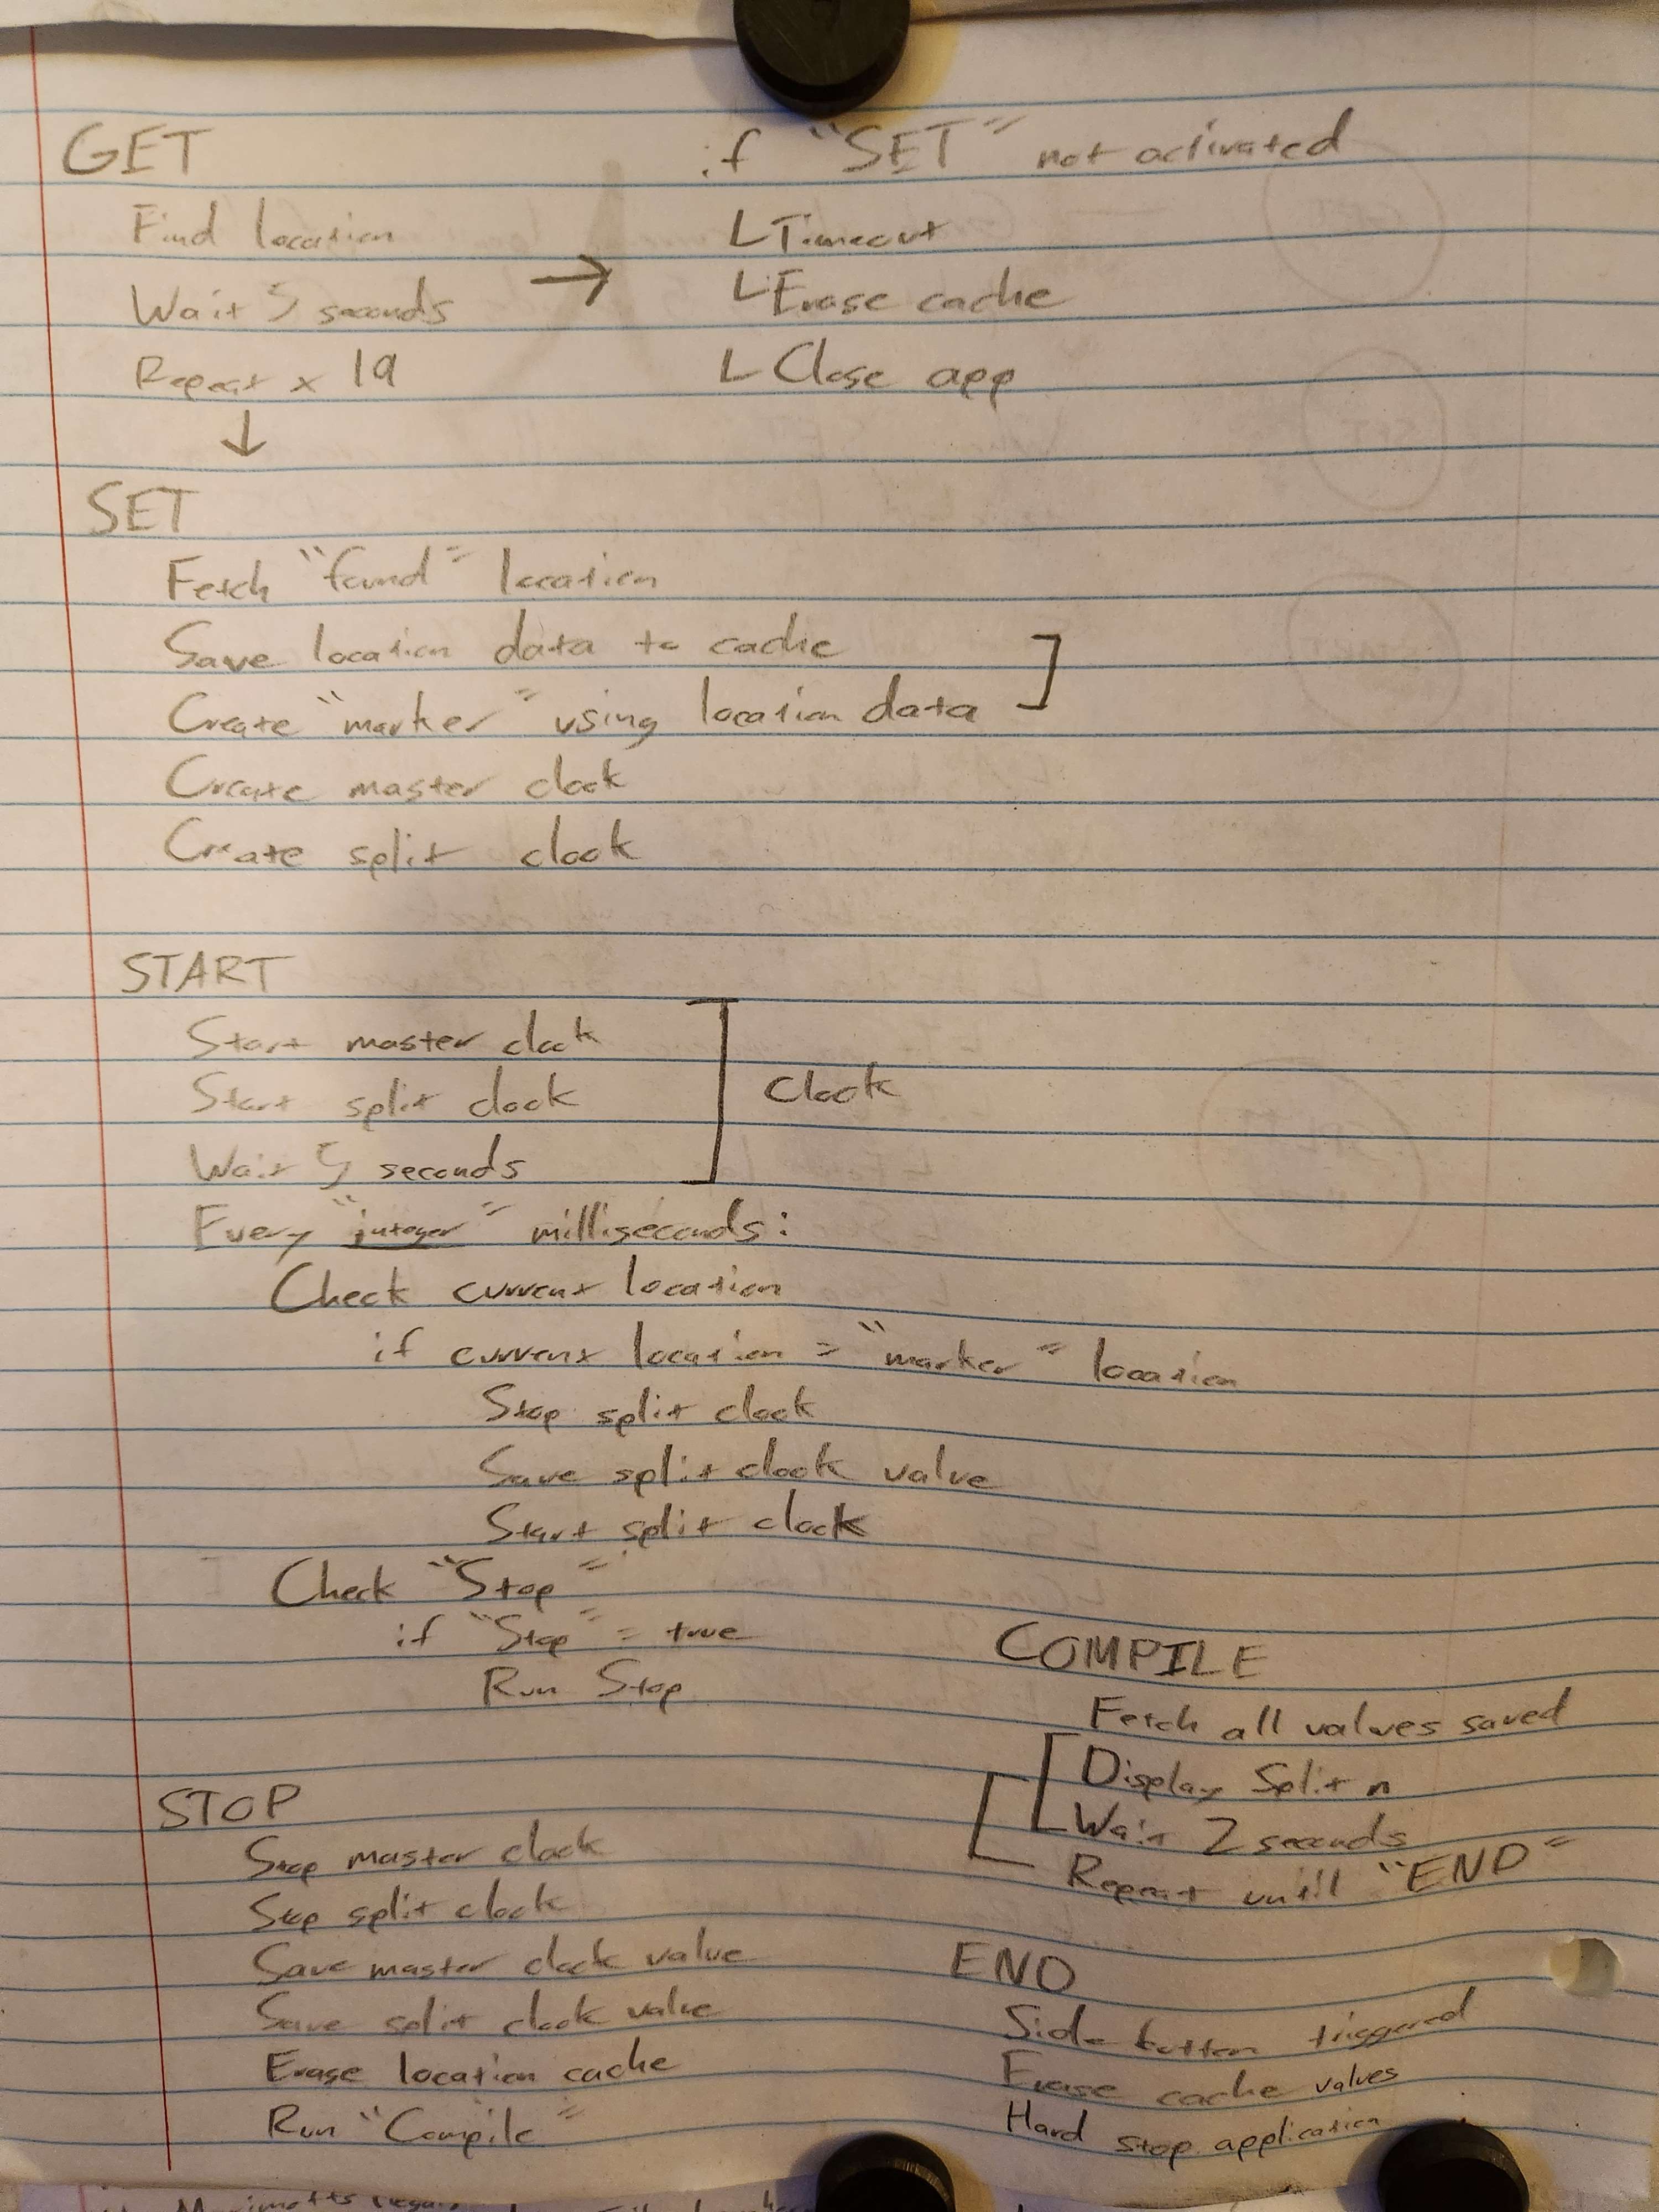 GET
Find location
Wait 5 seconds
Repeat x 19
→
↓
if "SET" not activated
Timeout
Erase cache
Close app
SET
Fetch "found" location
Save location data to cache
Create "marker" using location data
Create master clock
Create split clock
START
Start master clock
Start split clock
Wait 5 seconds
Clock
Every "integer" milliseconds:
Check current location
if current location = "marker" location
Stop split clock
Save split clock value
Start split clock
Check "Stop"
if "Stop" = true
Run Stop
STOP
Stop master clock
Stop split clock
Save master clock value
Save split clock value
Erase location cache
Run "Compile"
COMPILE
Fetch all values saved
Display Split n
Wait 2 seconds
Repeat until "END"
END
Side button triggered
Erase cache values
Hard stop application